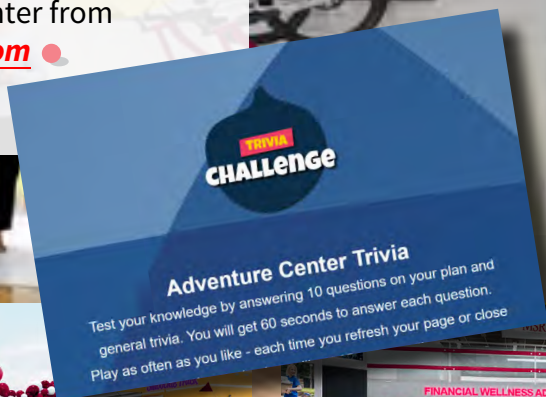 nter from
om
TRIVIA
CHALLENGE
Adventure Center Trivia
Test your knowledge by answering 10 questions on your plan and
general trivia. You will get 60 seconds to answer each question.
Play as often as you like - each time you refresh your page or close
FINANCIAL WELLNESS AD